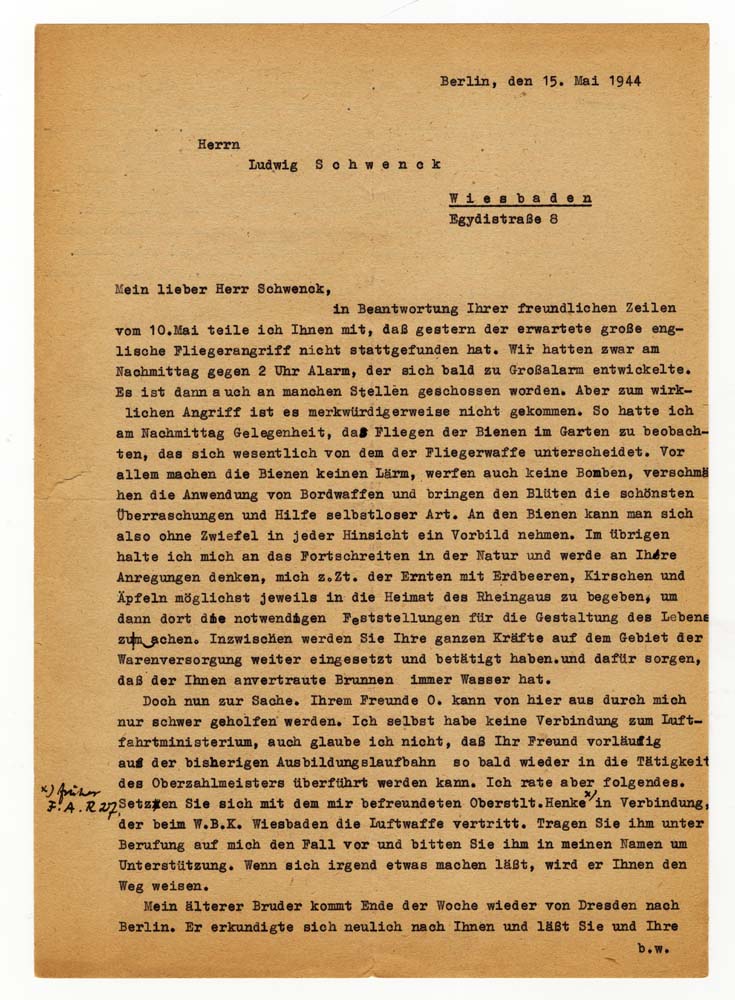 Berlin, den 15. Mai 1944
Herrn
Ludwig S c h w e n c k
W i e s b a d e n
Egydistraße 8
Mein lieber Herr Schwenck,
in Beantwortung Ihrer freundlichen Zeilen
vom 10.Mai teile ich Ihnen mit, daß gestern der erwartete große eng-
lische Fliegerangriff nicht stattgefunden hat. Wir hatten zwar am
Nachmittag gegen 2 Uhr Alarm, der sich bald zu Großalarm entwickelte.
Es ist dann auch an manchen Stellen geschossen worden. Aber zum wirk-
lichen Angriff ist es merkwürdigerweise nicht gekommen. So hatte ich
am Nachmittag Gelegenheit, das Fliegen der Bienen im Garten zu beobach-
ten, das sich wesentlich von dem der Fliegerwaffe unterscheidet. Vor
allem machen die Bienen keinen Lärm, werfen auch keine Bomben, verschmä
hen die Anwendung von Bordwaffen und bringen den Blüten die schönsten
Überraschungen und Hilfe selbstloser Art. An den Bienen kann man sich
also ohne Zwiefel in jeder Hinsicht ein Vorbild nehmen. Im übrigen
halte ich mich an das Fortschreiten in der Natur und werde an Ihre
Anregungen denken, mich z.Zt. der Ernten mit Erdbeeren, Kirschen und
Äpfeln möglichst jeweils in die Heimat des Rheingaus zu begeben, um
dann dort die notwendigen Feststellungen für die Gestaltung des Lebens
zu machen. Inzwischen werden Sie Ihre ganzen Kräfte auf dem Gebiet der
Warenversorgung weiter eingesetzt und betätigt haben.und dafür sorgen,
daß der Ihnen anvertraute Brunnen immer Wasser hat.
Doch nun zur Sache. Ihrem Freunde O. kann von hier aus durch mich
nur schwer geholfen werden. Ich selbst habe keine Verbindung zum Luft-
fahrtministerium, auch glaube ich nicht, daß Ihr Freund vorläufig
aus der bisherigen Ausbildungslaufbahn so bald wieder in die Tätigkeit
des Oberzahlmeisters überführt werden kann. Ich rate aber folgendes.
x) früher
F.A.R 27,
Setzen Sie sich mit dem mir befreundeten Oberstlt.Henke x) in Verbindung,
der beim W.B.K. Wiesbaden die Luftwaffe vertritt. Tragen Sie ihm unter
Berufung auf mich den Fall vor und bitten Sie ihm in meinen Namen um
Unterstützung. Wenn sich irgend etwas machen läßt, wird er Ihnen den
Weg weisen.
Mein älterer Bruder kommt Ende der Woche wieder von Dresden nach
Berlin. Er erkundigte sich neulich nach Ihnen und läßt Sie und Ihre
b.w.